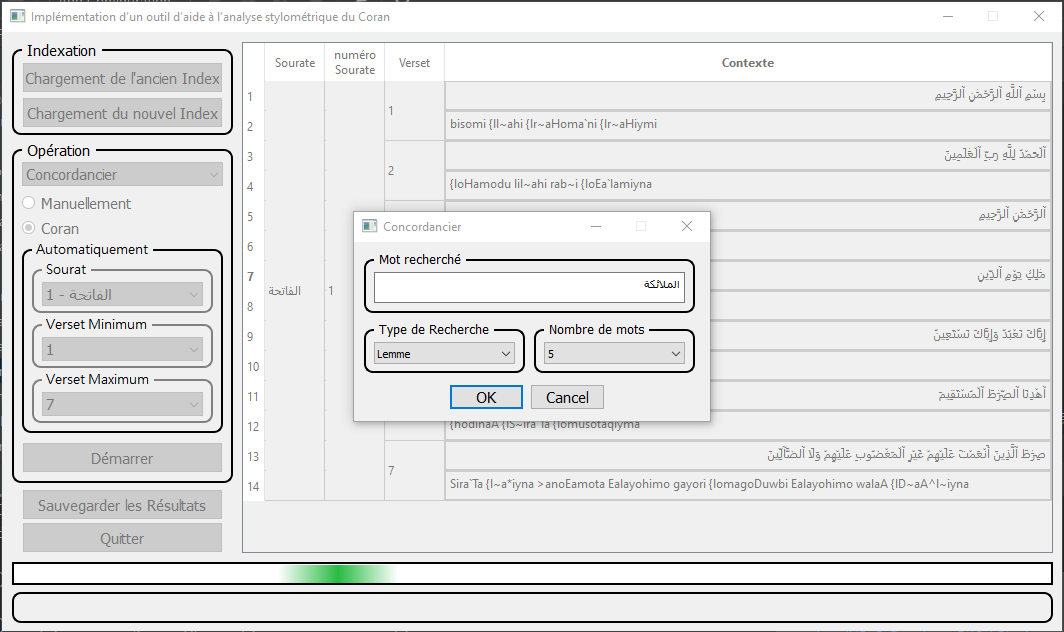 Implémentation d'un outil d'aide à l'analyse stylométrique du Coran
Indexation
Chargement de l'ancien Index
Chargement du nouvel Index
Opération
Concordancier
Manuellement
Coran
Automatiquement
Sourat
1 - الفاتحة
Verset Minimum
1
Verset Maximum
7
Démarrer
Sauvegarder les Résultats
Quitter
Sourate
numéro Sourate
Verset
Contexte
1
2
3
4
5
6
7
8
9
10
11
12
13
14
الفاتحة
1
1
بِسْمِ ٱللَّهِ ٱلرَّحْمَٰنِ ٱلرَّحِيمِ
bisomi {ll~ahi {lr~aHoma`ni {lr~aHiymi
2
ٱلْحَمْدُ لِلَّهِ رَبِّ ٱلْعَٰلَمِينَ
{loHamodu lil~ahi rab~i {loEa`lamiyna
ٱلرَّحْمَٰنِ ٱلرَّحِيمِ
مَٰلِكِ يَوْمِ ٱلدِّينِ
إِيَّاكَ نَعْبُدُ وَإِيَّاكَ نَسْتَعِينُ
ٱهْدِنَا ٱلصِّرَٰطَ ٱلْمُسْتَقِيمَ
{hodinaA {lS~ira`Ta {lomusotaqiyma
7
صِرَٰطَ ٱلَّذِينَ أَنْعَمْتَ عَلَيْهِمْ غَيْرِ ٱلْمَغْضُوبِ عَلَيْهِمْ وَلَا ٱلضَّآلِّينَ
Sira`Ta {l~a*iyna >anoEamota Ealayohimo gayori {lomagoDuwbi Ealayohimo walaA {lD~aA^l~iyna
Concordancier
Mot recherché
الملائكة
Type de Recherche
Lemme
Nombre de mots
5
OK
Cancel